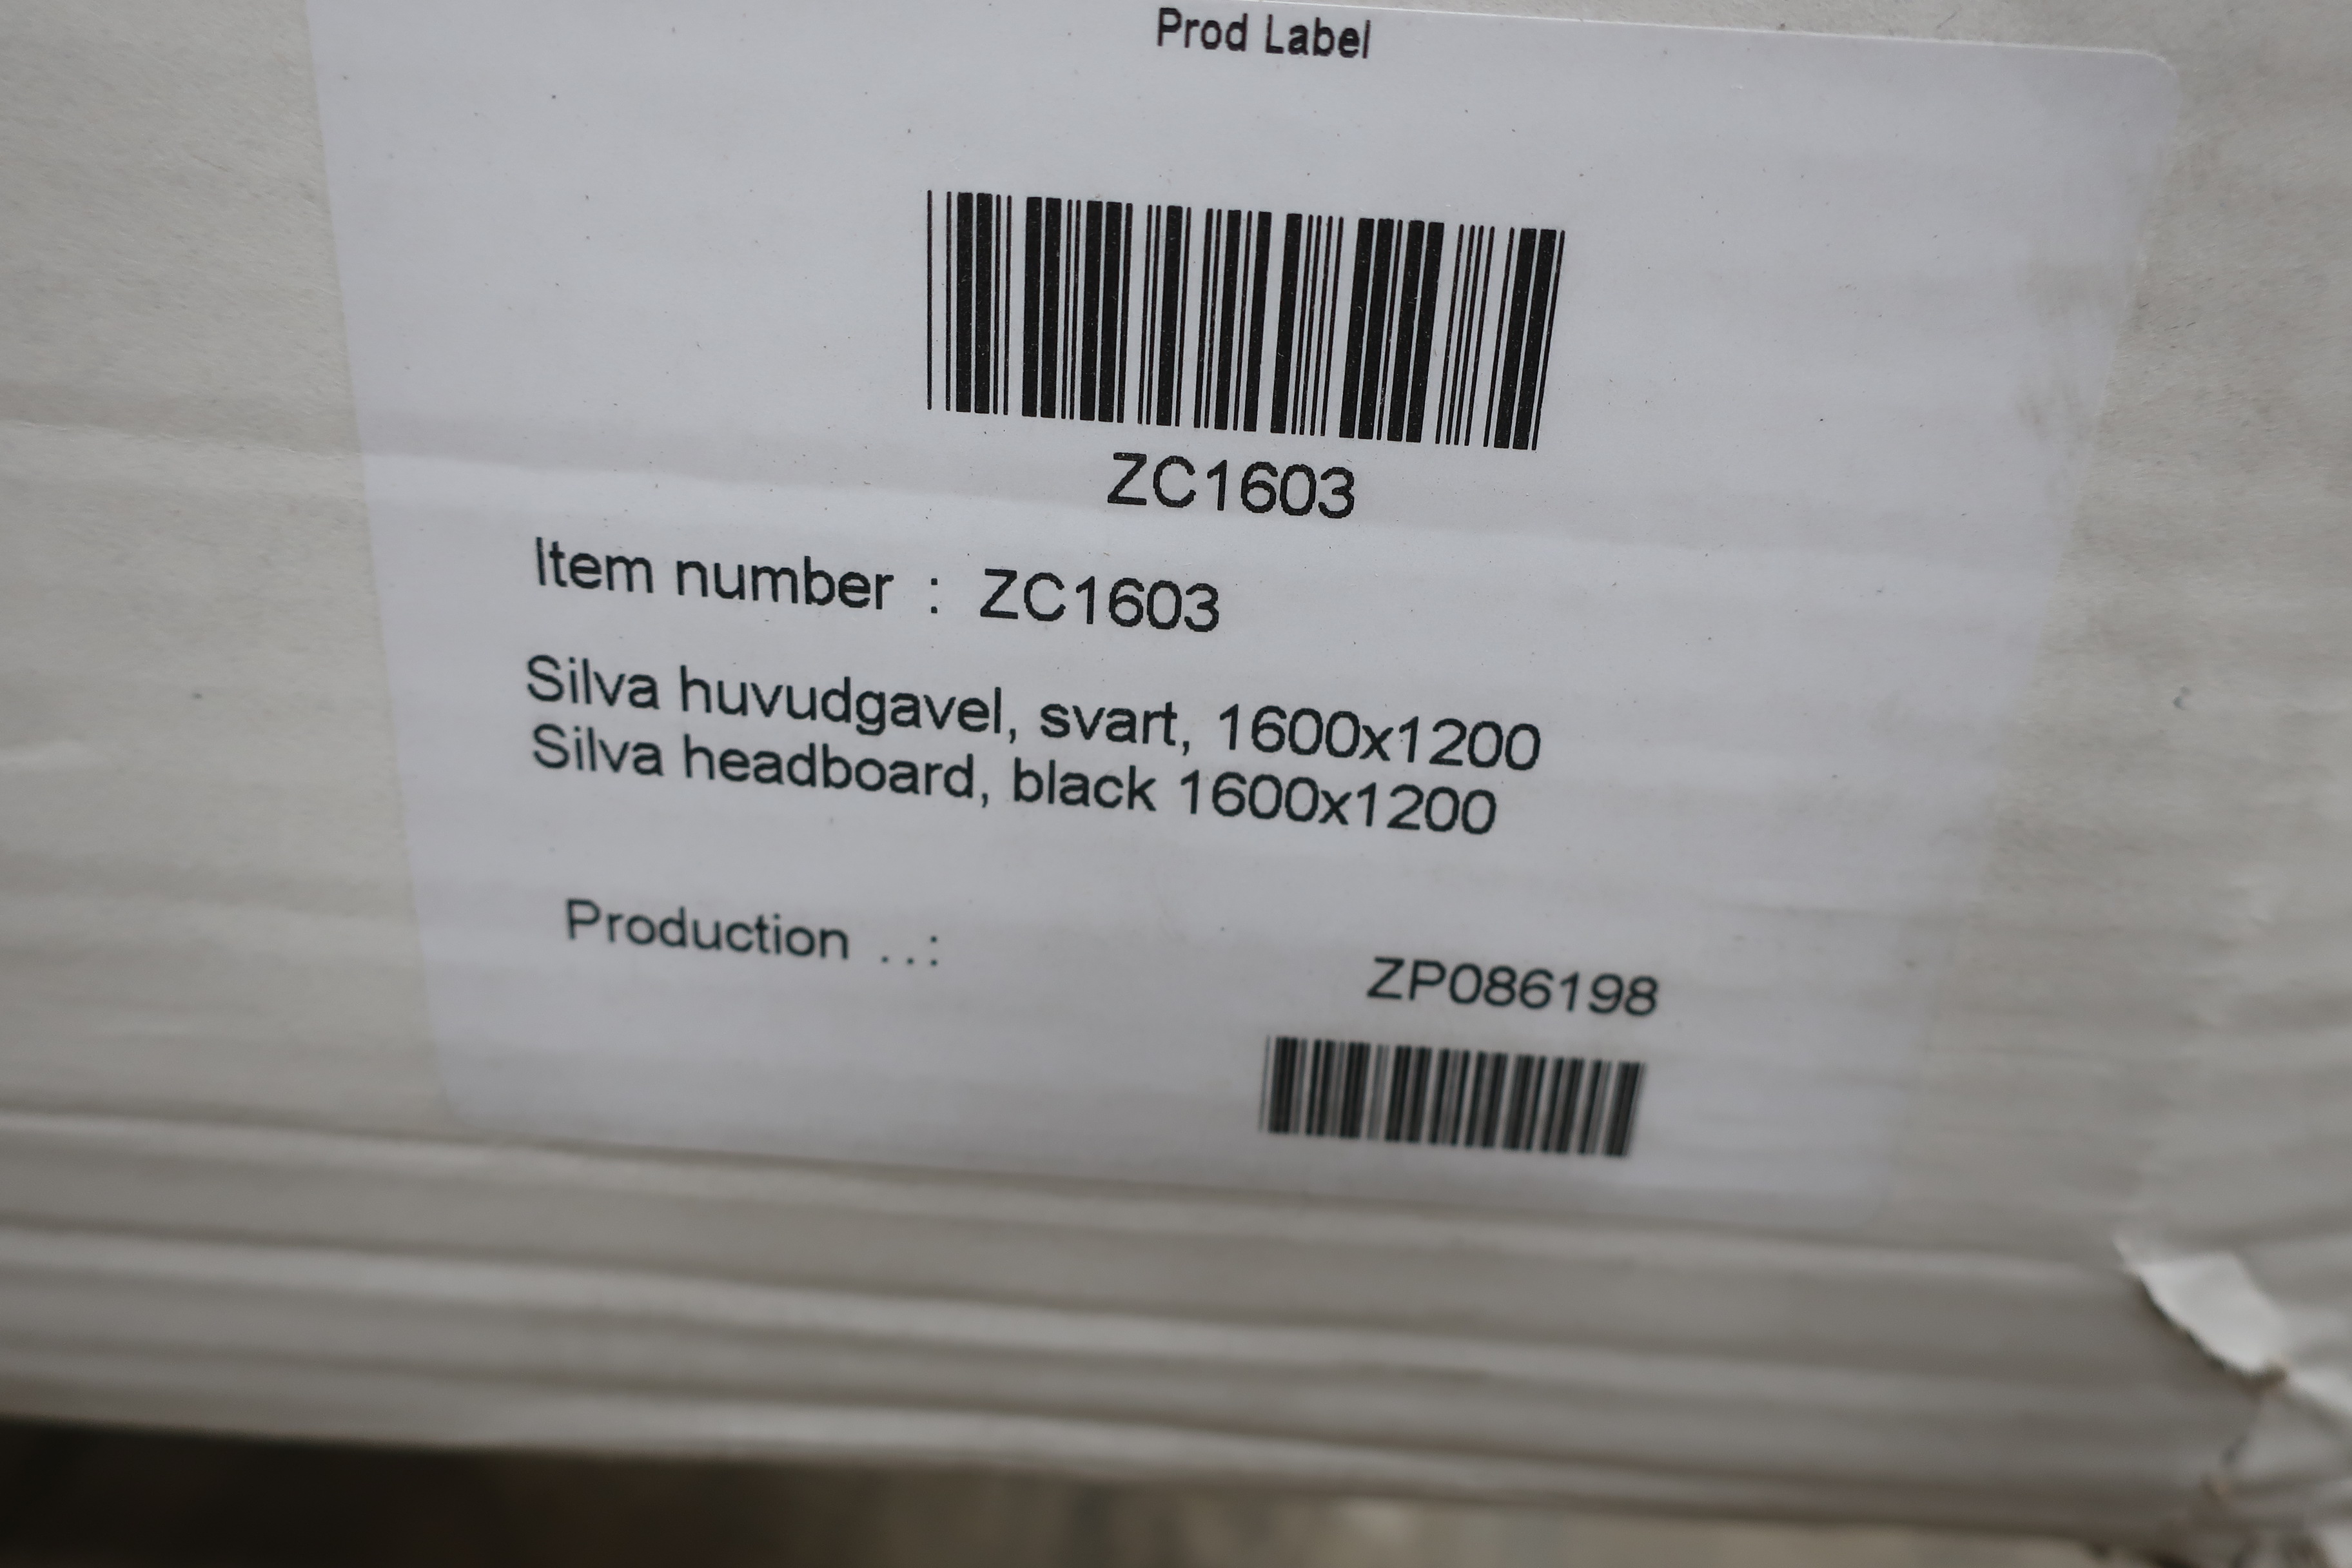 Prod Label
ZC1603
Item number : ZC1603
Silva huvudgavel, svart, 1600x1200
Silva headboard, black 1600x1200
Production ..: ZP086198